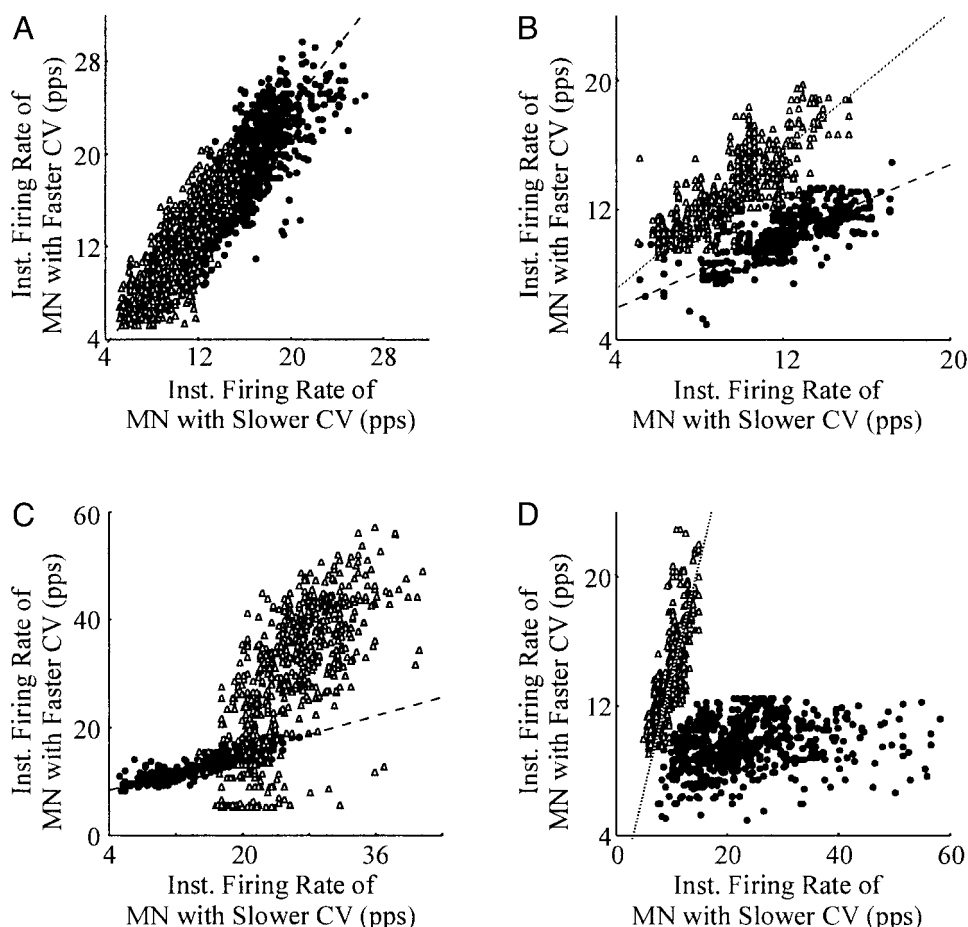 A
28
20
12
4
Inst. Firing Rate of
MN with Faster CV (pps)
4 12 20 28
Inst. Firing Rate of
MN with Slower CV (pps)
B
20
12
4
Inst. Firing Rate of
MN with Faster CV (pps)
4 12 20
Inst. Firing Rate of
MN with Slower CV (pps)
C
60
40
20
0
Inst. Firing Rate of
MN with Faster CV (pps)
4 20 36
Inst. Firing Rate of
MN with Slower CV (pps)
D
20
12
4
Inst. Firing Rate of
MN with Faster CV (pps)
0 20 40 60
Inst. Firing Rate of
MN with Slower CV (pps)